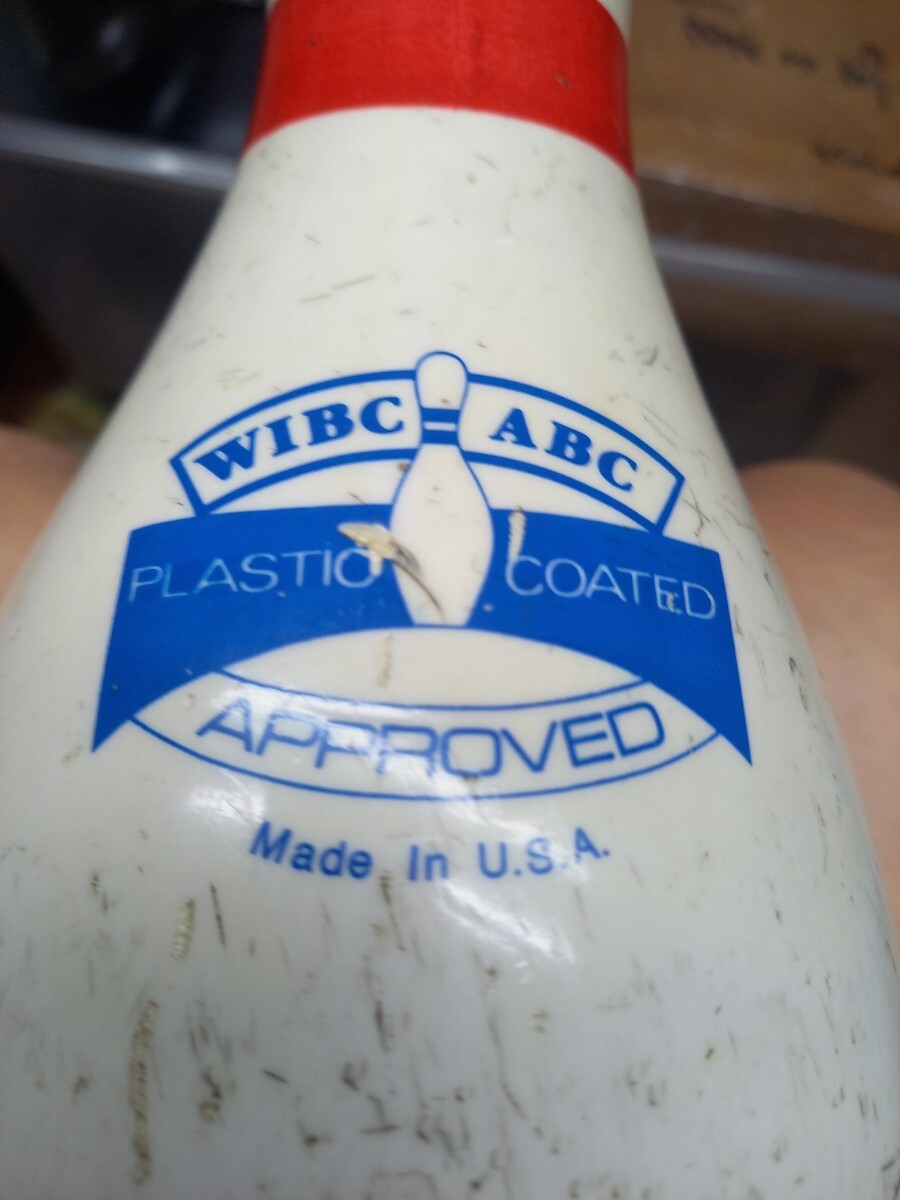 WIBC ABC
PLASTIC COATED
APPROVED
Made In U.S.A.